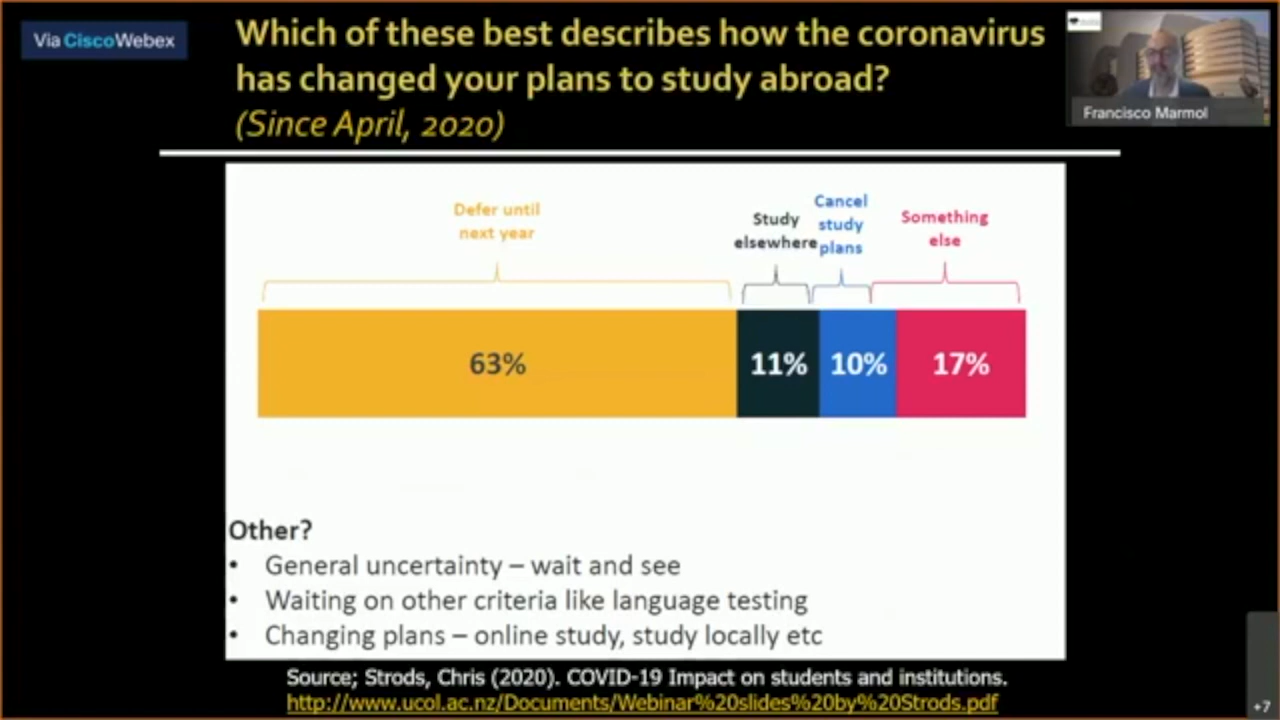 Via CiscoWebex
Which of these best describes how the coronavirus
has changed your plans to study abroad?
(Since April, 2020)
Francisco Marmol
Defer until
next year
Study
elsewhere
Cancel
study
plans
Something
else
63%
11%
10%
17%
Other?
• General uncertainty – wait and see
• Waiting on other criteria like language testing
• Changing plans – online study, study locally etc
Source; Strods, Chris (2020). COVID-19 Impact on students and institutions.
http://www.ucol.ac.nz/Documents/Webinar%20slides%20by%20Strods.pdf
+7